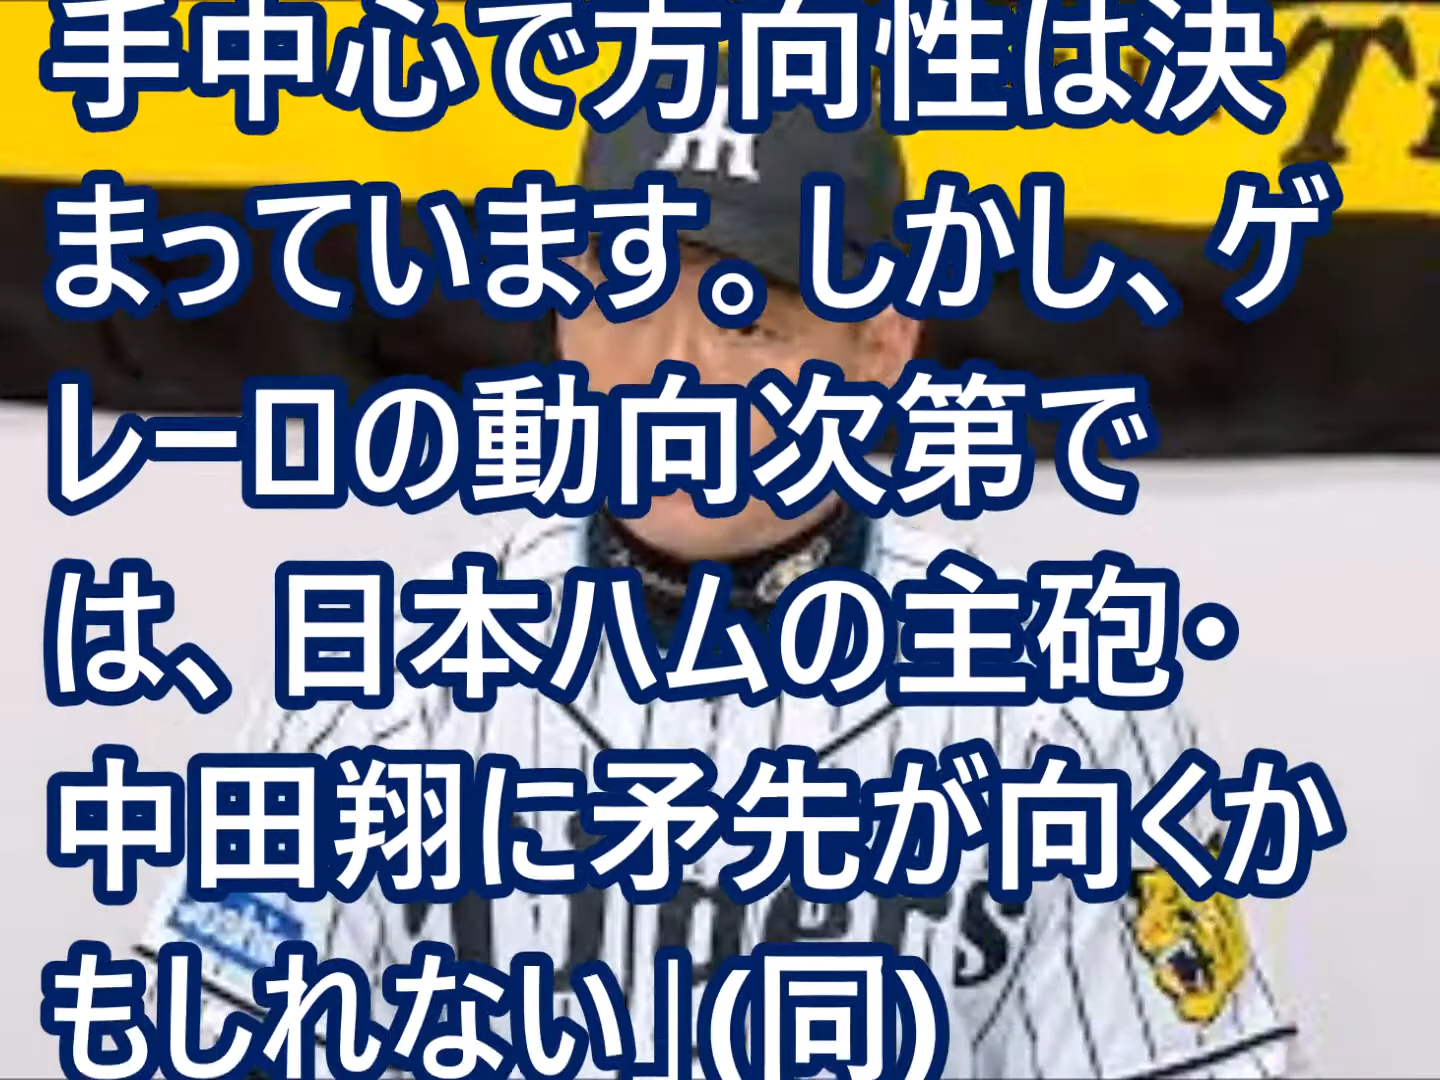 手中心で方向性は決
まっています。しかし、ゲ
レーロの動向次第で
は、日本ハムの主砲・
中田翔に矛先が向くか
もしれない」(同)
Tigers